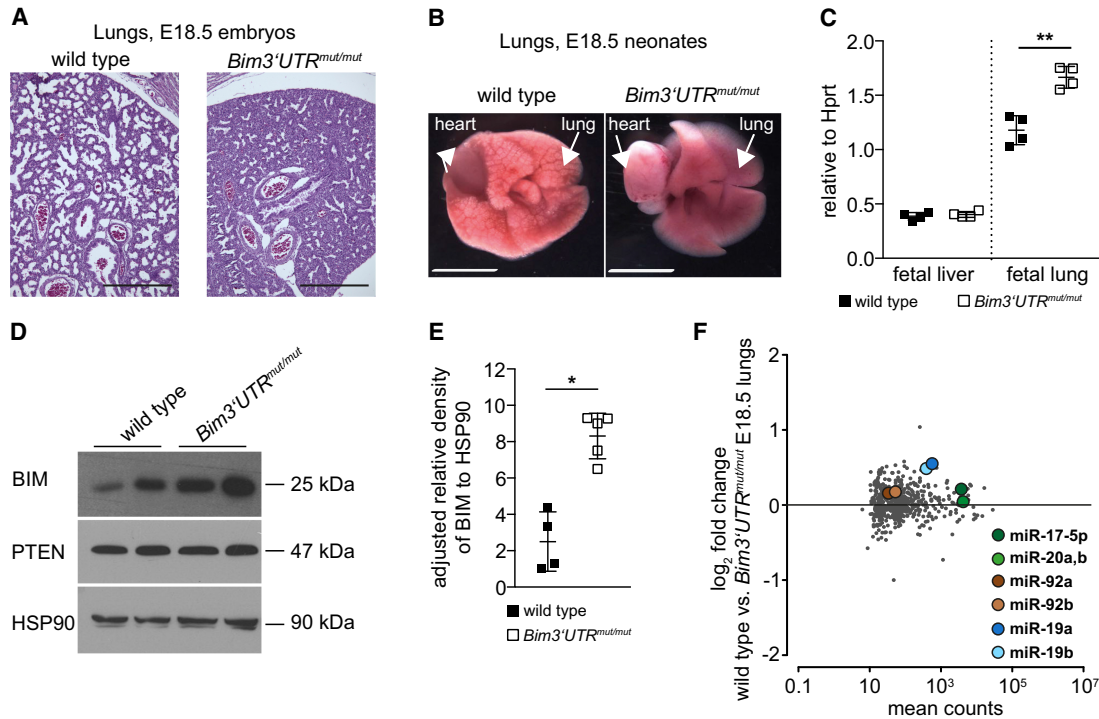 A
Lungs, E18.5 embryos
wild type
Bim3‘UTRmut/mut
B
Lungs, E18.5 neonates
wild type
Bim3‘UTRmut/mut
heart
lung
heart
lung
C
relative to Hprt
2.0
1.5
1.0
0.5
0.0
**
fetal liver
fetal lung
wild type
Bim3‘UTRmut/mut
D
wild type
Bim3‘UTRmut/mut
BIM
25 kDa
PTEN
47 kDa
HSP90
90 kDa
E
adjusted relative density
of BIM to HSP90
12
10
8
6
4
2
0
*
wild type
Bim3‘UTRmut/mut
F
log2 fold change
wild type vs. Bim3‘UTRmut/mut E18.5 lungs
2
1
0
-1
-2
miR-17-5p
miR-20a,b
miR-92a
miR-92b
miR-19a
miR-19b
0.1
10
10³
10⁵
10⁷
mean counts